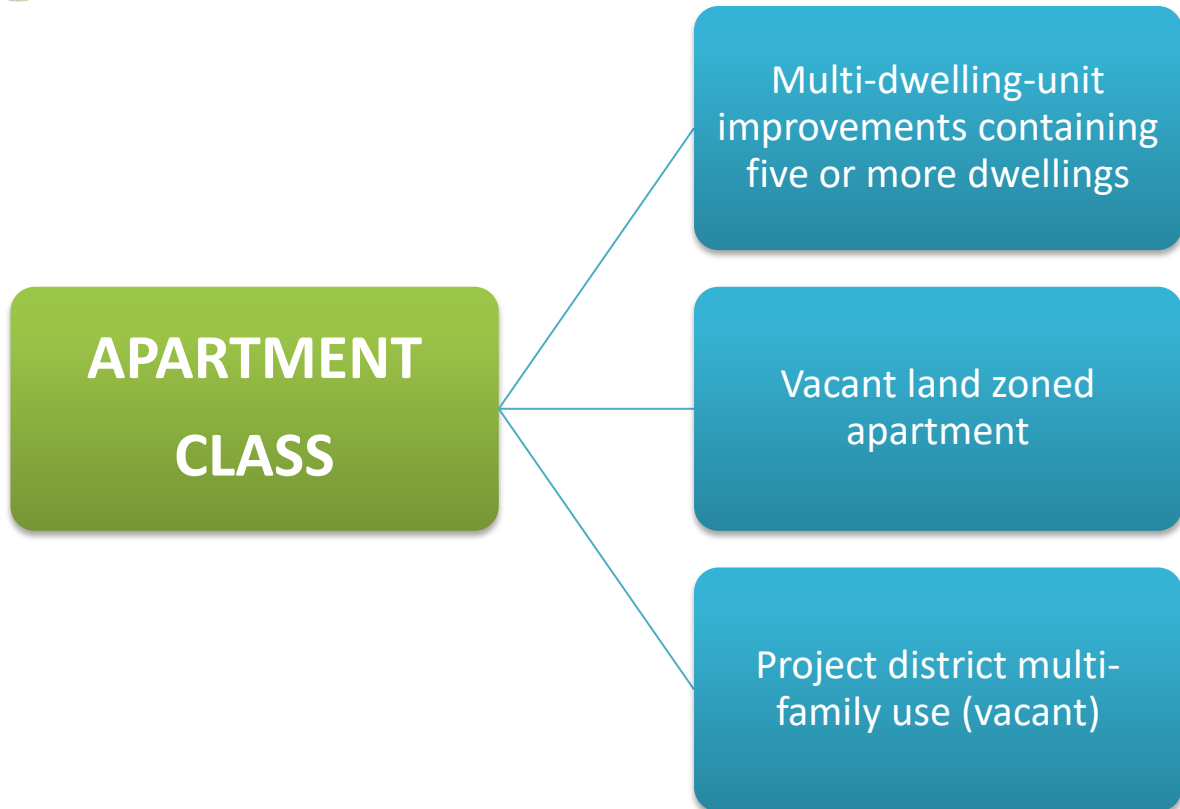 APARTMENT
CLASS
Multi-dwelling-unit
improvements containing
five or more dwellings
Vacant land zoned
apartment
Project district multi-
family use (vacant)